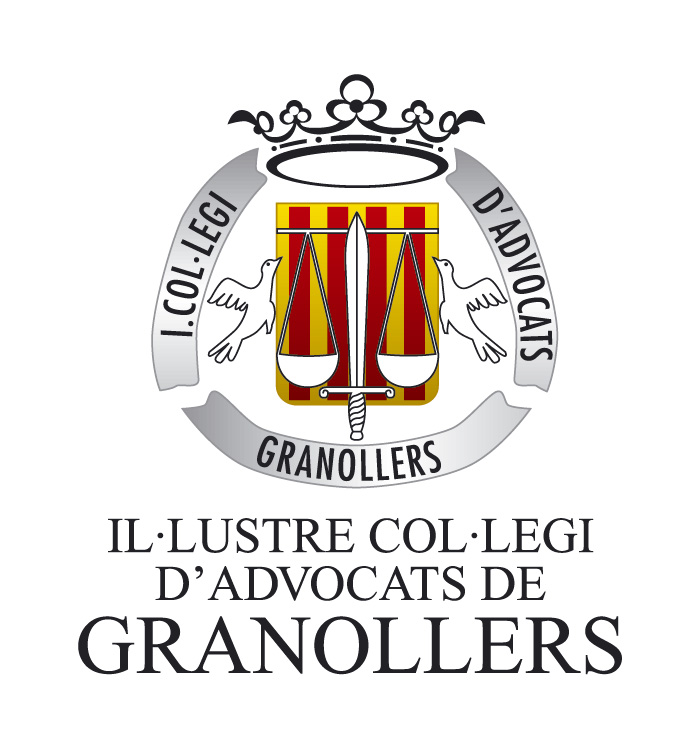 I.COL·LEGI
D'ADVOCATS
GRANOLLERS
IL·LUSTRE COL·LEGI
D’ADVOCATS DE
GRANOLLERS